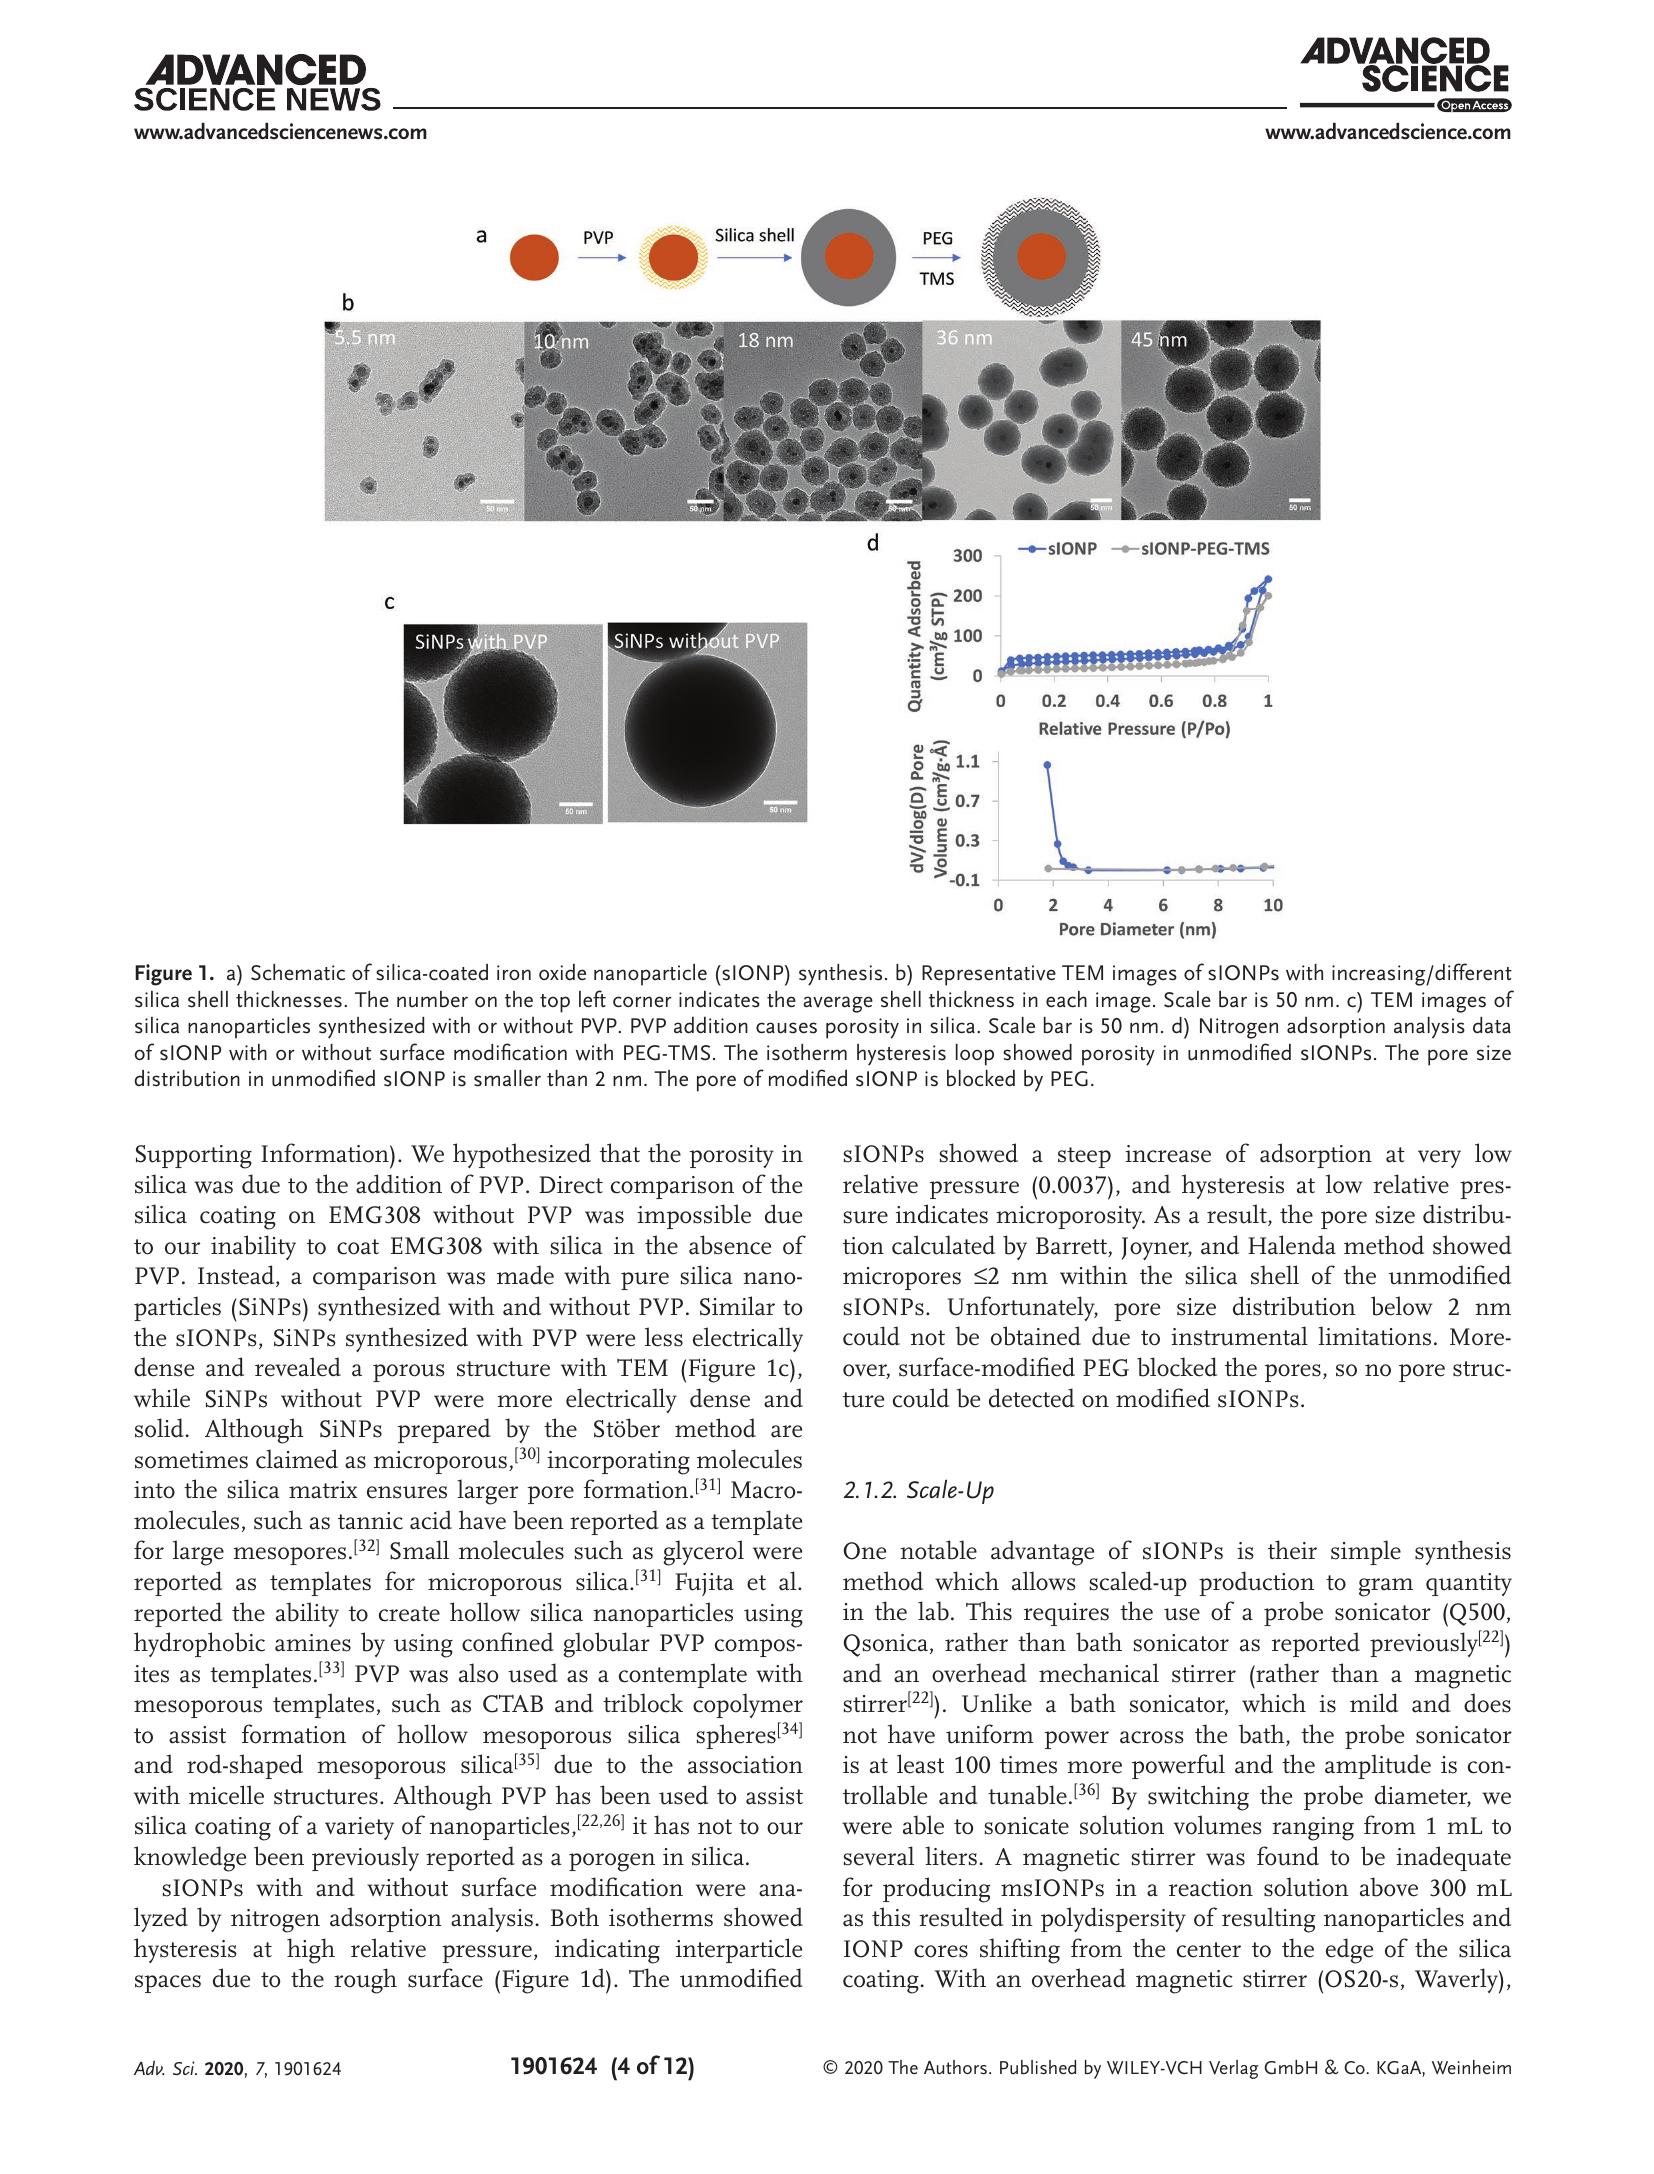 ADVANCED
SCIENCE NEWS
www.advancedsciencenews.com
ADVANCED
SCIENCE
Open Access
www.advancedscience.com
a
PVP
Silica shell
PEG
TMS
b
5.5 nm
10 nm
18 nm
36 nm
45 nm
50 nm
50 nm
50 nm
50 nm
50 nm
c
SiNPs with PVP
SiNPs without PVP
50 nm
50 nm
d
sIONP
sIONP-PEG-TMS
Quantity Adsorbed
(cm³/g STP)
300
200
100
0
0 0.2 0.4 0.6 0.8 1
Relative Pressure (P/Po)
dV/dlog(D) Pore
Volume (cm³/g·Å)
1.1
0.7
0.3
-0.1
0 2 4 6 8 10
Pore Diameter (nm)
Figure 1. a) Schematic of silica-coated iron oxide nanoparticle (sIONP) synthesis. b) Representative TEM images of sIONPs with increasing/different
silica shell thicknesses. The number on the top left corner indicates the average shell thickness in each image. Scale bar is 50 nm. c) TEM images of
silica nanoparticles synthesized with or without PVP. PVP addition causes porosity in silica. Scale bar is 50 nm. d) Nitrogen adsorption analysis data
of sIONP with or without surface modification with PEG-TMS. The isotherm hysteresis loop showed porosity in unmodified sIONPs. The pore size
distribution in unmodified sIONP is smaller than 2 nm. The pore of modified sIONP is blocked by PEG.
Supporting Information). We hypothesized that the porosity in
silica was due to the addition of PVP. Direct comparison of the
silica coating on EMG308 without PVP was impossible due
to our inability to coat EMG308 with silica in the absence of
PVP. Instead, a comparison was made with pure silica nano-
particles (SiNPs) synthesized with and without PVP. Similar to
the sIONPs, SiNPs synthesized with PVP were less electrically
dense and revealed a porous structure with TEM (Figure 1c),
while SiNPs without PVP were more electrically dense and
solid. Although SiNPs prepared by the Stöber method are
sometimes claimed as microporous,[30] incorporating molecules
into the silica matrix ensures larger pore formation.[31] Macro-
molecules, such as tannic acid have been reported as a template
for large mesopores.[32] Small molecules such as glycerol were
reported as templates for microporous silica.[31] Fujita et al.
reported the ability to create hollow silica nanoparticles using
hydrophobic amines by using confined globular PVP compos-
ites as templates.[33] PVP was also used as a contemplate with
mesoporous templates, such as CTAB and triblock copolymer
to assist formation of hollow mesoporous silica spheres[34]
and rod-shaped mesoporous silica[35] due to the association
with micelle structures. Although PVP has been used to assist
silica coating of a variety of nanoparticles,[22,26] it has not to our
knowledge been previously reported as a porogen in silica.
sIONPs with and without surface modification were ana-
lyzed by nitrogen adsorption analysis. Both isotherms showed
hysteresis at high relative pressure, indicating interparticle
spaces due to the rough surface (Figure 1d). The unmodified
sIONPs showed a steep increase of adsorption at very low
relative pressure (0.0037), and hysteresis at low relative pres-
sure indicates microporosity. As a result, the pore size distribu-
tion calculated by Barrett, Joyner, and Halenda method showed
micropores ≤2 nm within the silica shell of the unmodified
sIONPs. Unfortunately, pore size distribution below 2 nm
could not be obtained due to instrumental limitations. More-
over, surface-modified PEG blocked the pores, so no pore struc-
ture could be detected on modified sIONPs.
2.1.2. Scale-Up
One notable advantage of sIONPs is their simple synthesis
method which allows scaled-up production to gram quantity
in the lab. This requires the use of a probe sonicator (Q500,
Qsonica, rather than bath sonicator as reported previously[22])
and an overhead mechanical stirrer (rather than a magnetic
stirrer[22]). Unlike a bath sonicator, which is mild and does
not have uniform power across the bath, the probe sonicator
is at least 100 times more powerful and the amplitude is con-
trollable and tunable.[36] By switching the probe diameter, we
were able to sonicate solution volumes ranging from 1 mL to
several liters. A magnetic stirrer was found to be inadequate
for producing msIONPs in a reaction solution above 300 mL
as this resulted in polydispersity of resulting nanoparticles and
IONP cores shifting from the center to the edge of the silica
coating. With an overhead magnetic stirrer (OS20-s, Waverly),
Adv. Sci. 2020, 7, 1901624
1901624 (4 of 12)
© 2020 The Authors. Published by WILEY-VCH Verlag GmbH & Co. KGaA, Weinheim